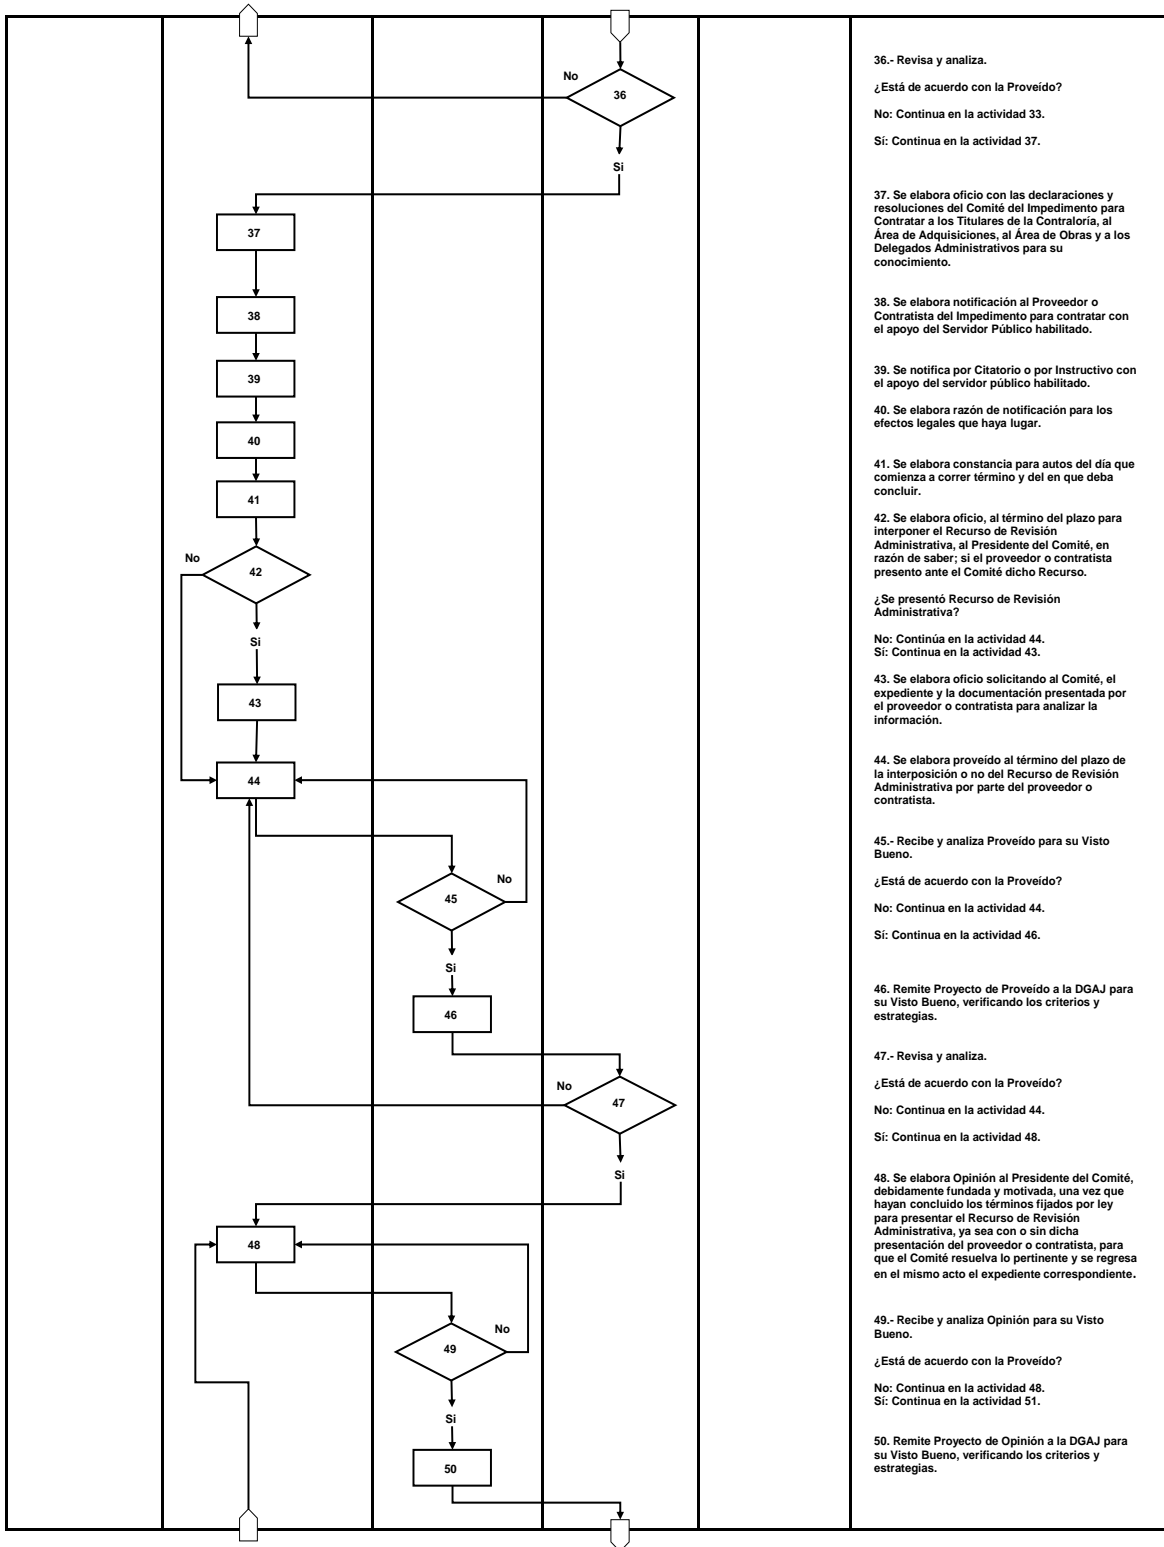 No
36
Si
37
38
39
40
41
No
42
Si
43
44
No
45
Si
46
No
47
Si
48
No
49
Si
50
36.- Revisa y analiza.
¿Está de acuerdo con la Proveído?
No: Continua en la actividad 33.
Sí: Continua en la actividad 37.
37. Se elabora oficio con las declaraciones y
resoluciones del Comité del Impedimento para
Contratar a los Titulares de la Contraloría, al
Área de Adquisiciones, al Área de Obras y a los
Delegados Administrativos para su
conocimiento.
38. Se elabora notificación al Proveedor o
Contratista del Impedimento para contratar con
el apoyo del Servidor Público habilitado.
39. Se notifica por Citatorio o por Instructivo con
el apoyo del servidor público habilitado.
40. Se elabora razón de notificación para los
efectos legales que haya lugar.
41. Se elabora constancia para autos del día que
comienza a correr término y del en que deba
concluir.
42. Se elabora oficio, al término del plazo para
interponer el Recurso de Revisión
Administrativa, al Presidente del Comité, en
razón de saber; si el proveedor o contratista
presento ante el Comité dicho Recurso.
¿Se presentó Recurso de Revisión
Administrativa?
No: Continúa en la actividad 44.
Sí: Continua en la actividad 43.
43. Se elabora oficio solicitando al Comité, el
expediente y la documentación presentada por
el proveedor o contratista para analizar la
información.
44. Se elabora proveído al término del plazo de
la interposición o no del Recurso de Revisión
Administrativa por parte del proveedor o
contratista.
45.- Recibe y analiza Proveído para su Visto
Bueno.
¿Está de acuerdo con la Proveído?
No: Continua en la actividad 44.
Sí: Continua en la actividad 46.
46. Remite Proyecto de Proveído a la DGAJ para
su Visto Bueno, verificando los criterios y
estrategias.
47.- Revisa y analiza.
¿Está de acuerdo con la Proveído?
No: Continua en la actividad 44.
Sí: Continua en la actividad 48.
48. Se elabora Opinión al Presidente del Comité,
debidamente fundada y motivada, una vez que
hayan concluido los términos fijados por ley
para presentar el Recurso de Revisión
Administrativa, ya sea con o sin dicha
presentación del proveedor o contratista, para
que el Comité resuelva lo pertinente y se regresa
en el mismo acto el expediente correspondiente.
49.- Recibe y analiza Opinión para su Visto
Bueno.
¿Está de acuerdo con la Proveído?
No: Continua en la actividad 48.
Sí: Continua en la actividad 51.
50. Remite Proyecto de Opinión a la DGAJ para
su Visto Bueno, verificando los criterios y
estrategias.